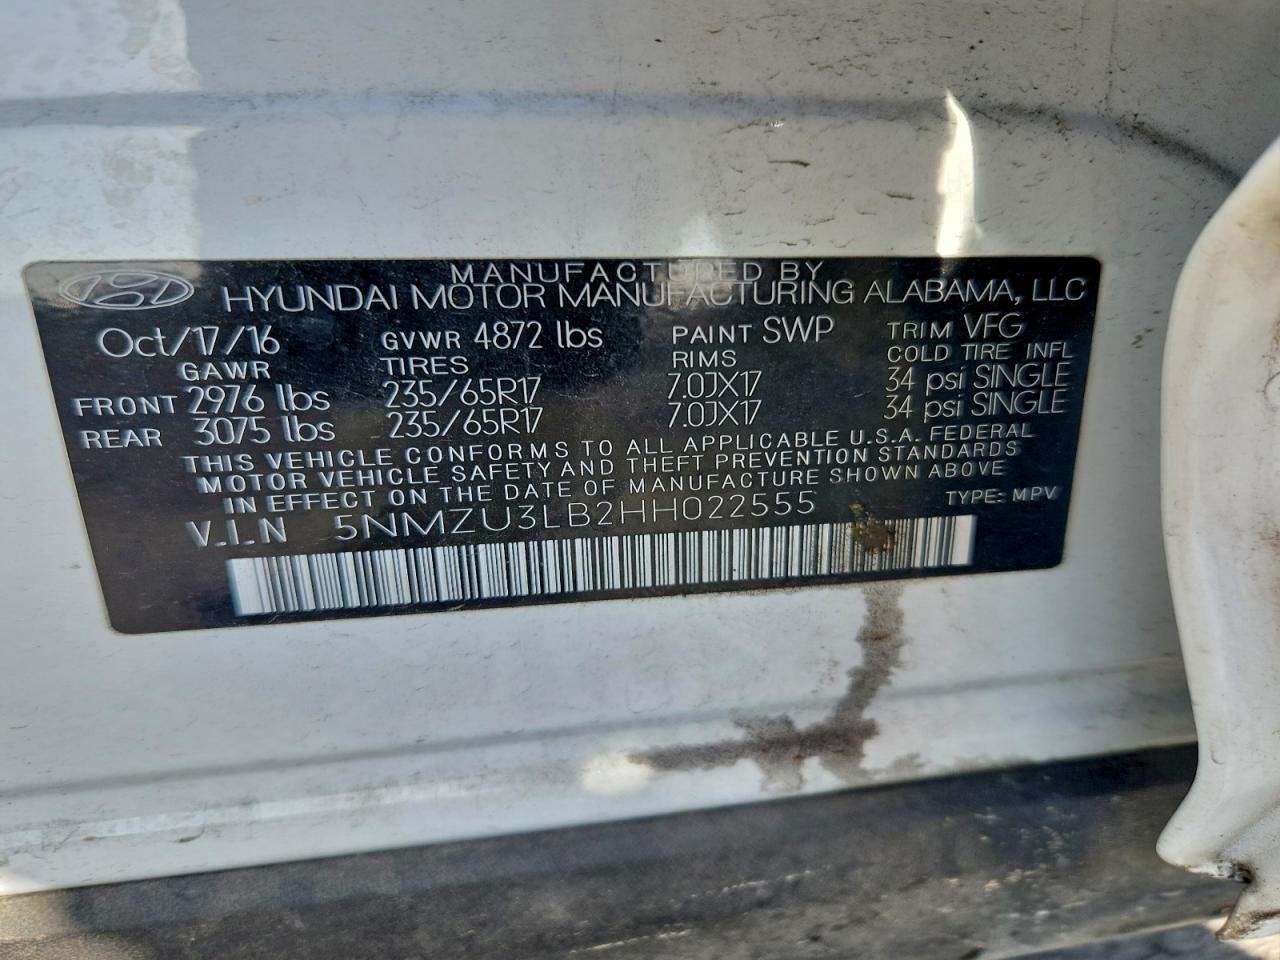 MANUFACTURED BY
HYUNDAI MOTOR MANUFACTURING ALABAMA, LLC
Oct/17/16 GVWR 4872 lbs PAINT SWP TRIM VFG
GAWR TIRES RIMS COLD TIRE INFL
FRONT 2976 lbs 235/65R17 7.0JX17 34 psi SINGLE
REAR 3075 lbs 235/65R17 7.0JX17 34 psi SINGLE
THIS VEHICLE CONFORMS TO ALL APPLICABLE U.S.A. FEDERAL
MOTOR VEHICLE SAFETY AND THEFT PREVENTION STANDARDS
IN EFFECT ON THE DATE OF MANUFACTURE SHOWN ABOVE
V.I.N 5NMZU3LB2HH022555 TYPE: MPV